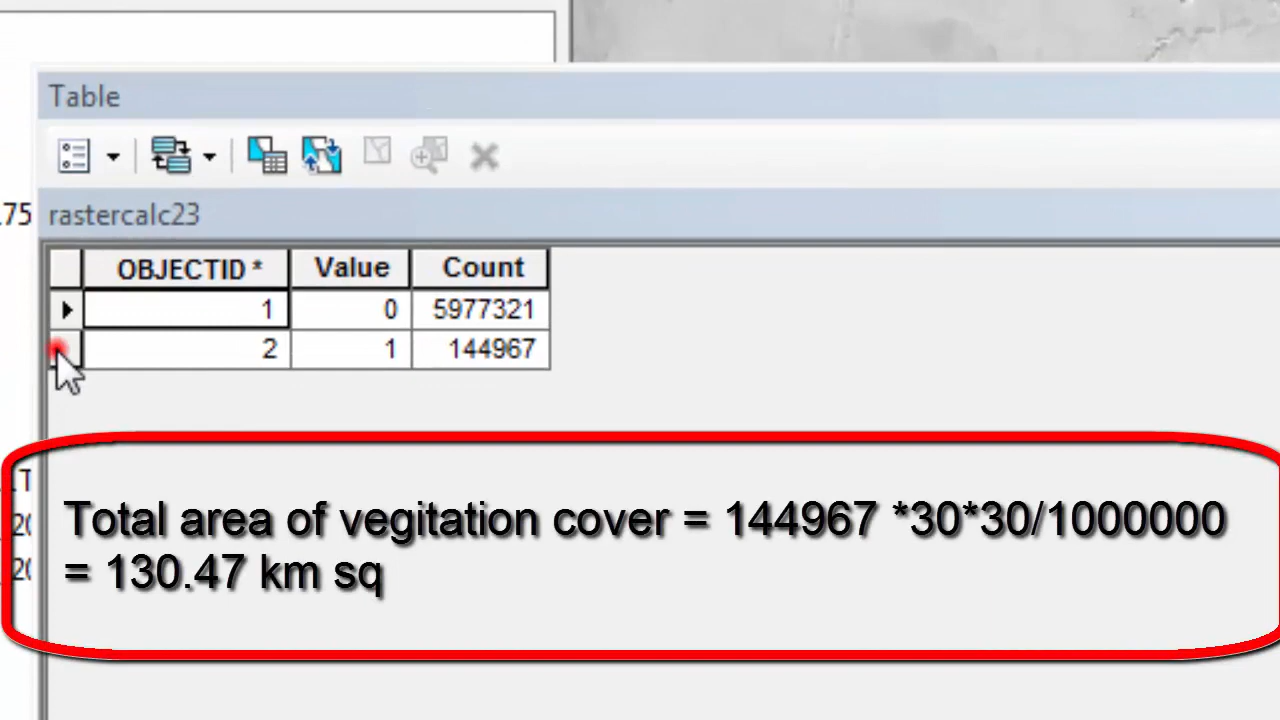 Table
.75 rastercalc23
OBJECTID * Value Count
1 0 5977321
2 1 144967
Total area of vegitation cover = 144967 *30*30/1000000
= 130.47 km sq